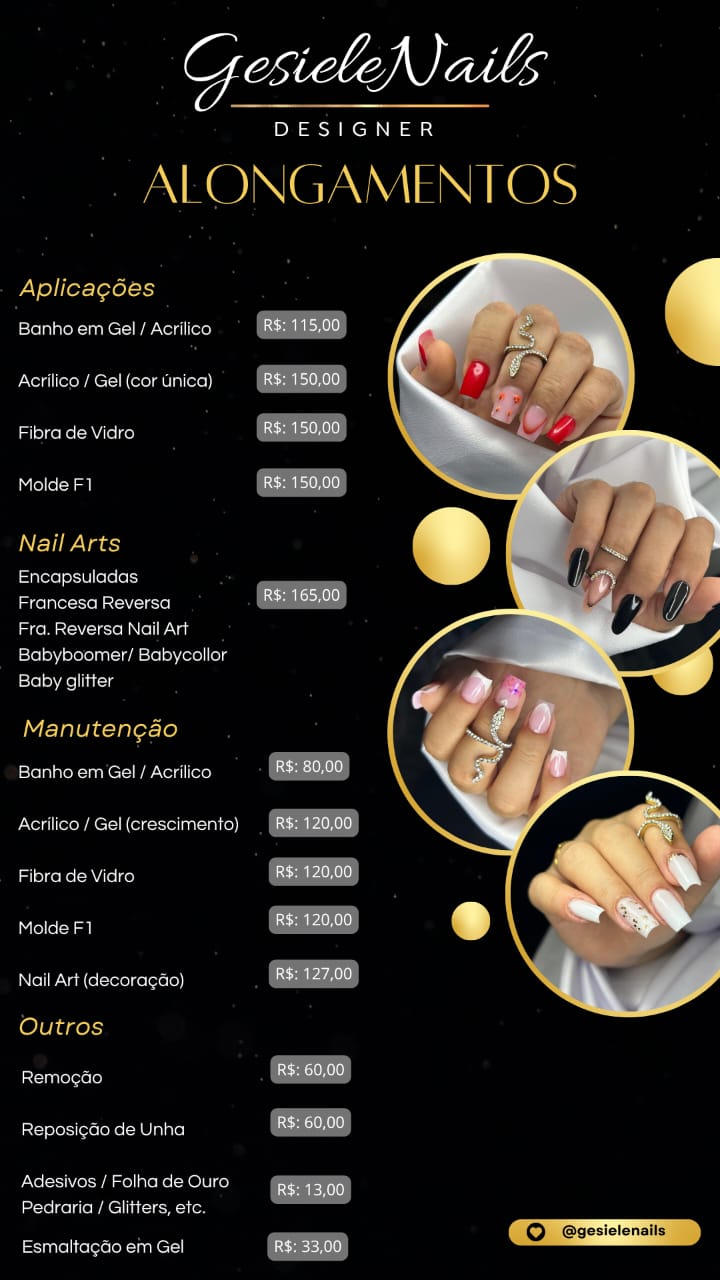 GesieleNails
DESIGNER
ALONGAMENTOS
Aplicações
Banho em Gel / Acrílico R$: 115,00
Acrílico / Gel (cor única) R$: 150,00
Fibra de Vidro R$: 150,00
Molde F1 R$: 150,00
Nail Arts
Encapsuladas
Francesa Reversa R$: 165,00
Fra. Reversa Nail Art
Babyboomer/ Babycollor
Baby glitter
Manutenção
Banho em Gel / Acrílico R$: 80,00
Acrílico / Gel (crescimento) R$: 120,00
Fibra de Vidro R$: 120,00
Molde F1 R$: 120,00
Nail Art (decoração) R$: 127,00
Outros
Remoção R$: 60,00
Reposição de Unha R$: 60,00
Adesivos / Folha de Ouro R$: 13,00
Pedraria / Glitters, etc.
Esmaltação em Gel R$: 33,00
@gesielenails